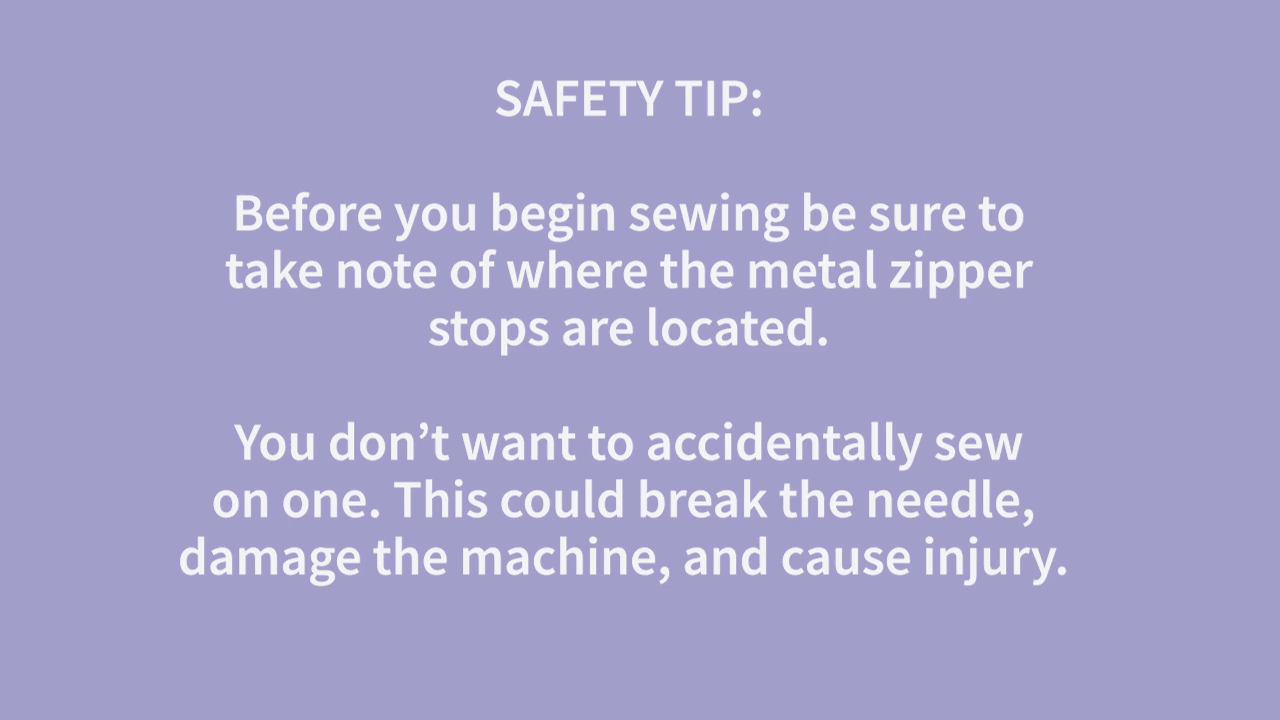 SAFETY TIP:
Before you begin sewing be sure to
take note of where the metal zipper
stops are located.
You don’t want to accidentally sew
on one. This could break the needle,
damage the machine, and cause injury.